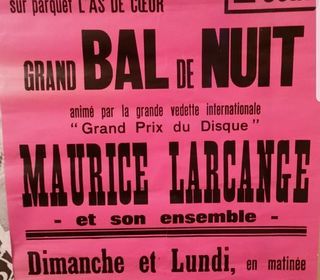 sur parquet L'AS DE CŒUR
GRAND BAL DE NUIT
animé par la grande vedette internationale
"Grand Prix du Disque"
MAURICE LARCANGE
- et son ensemble -
Dimanche et Lundi, en matinée